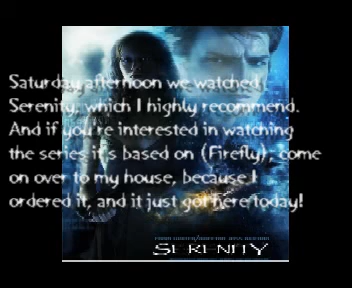 Saturday afternoon we watched
Serenity, which I highly recommend.
And if you're interested in watching
the series it's based on (Firefly), come
on over to my house, because I
ordered it, and it just got here today!
SERENITY